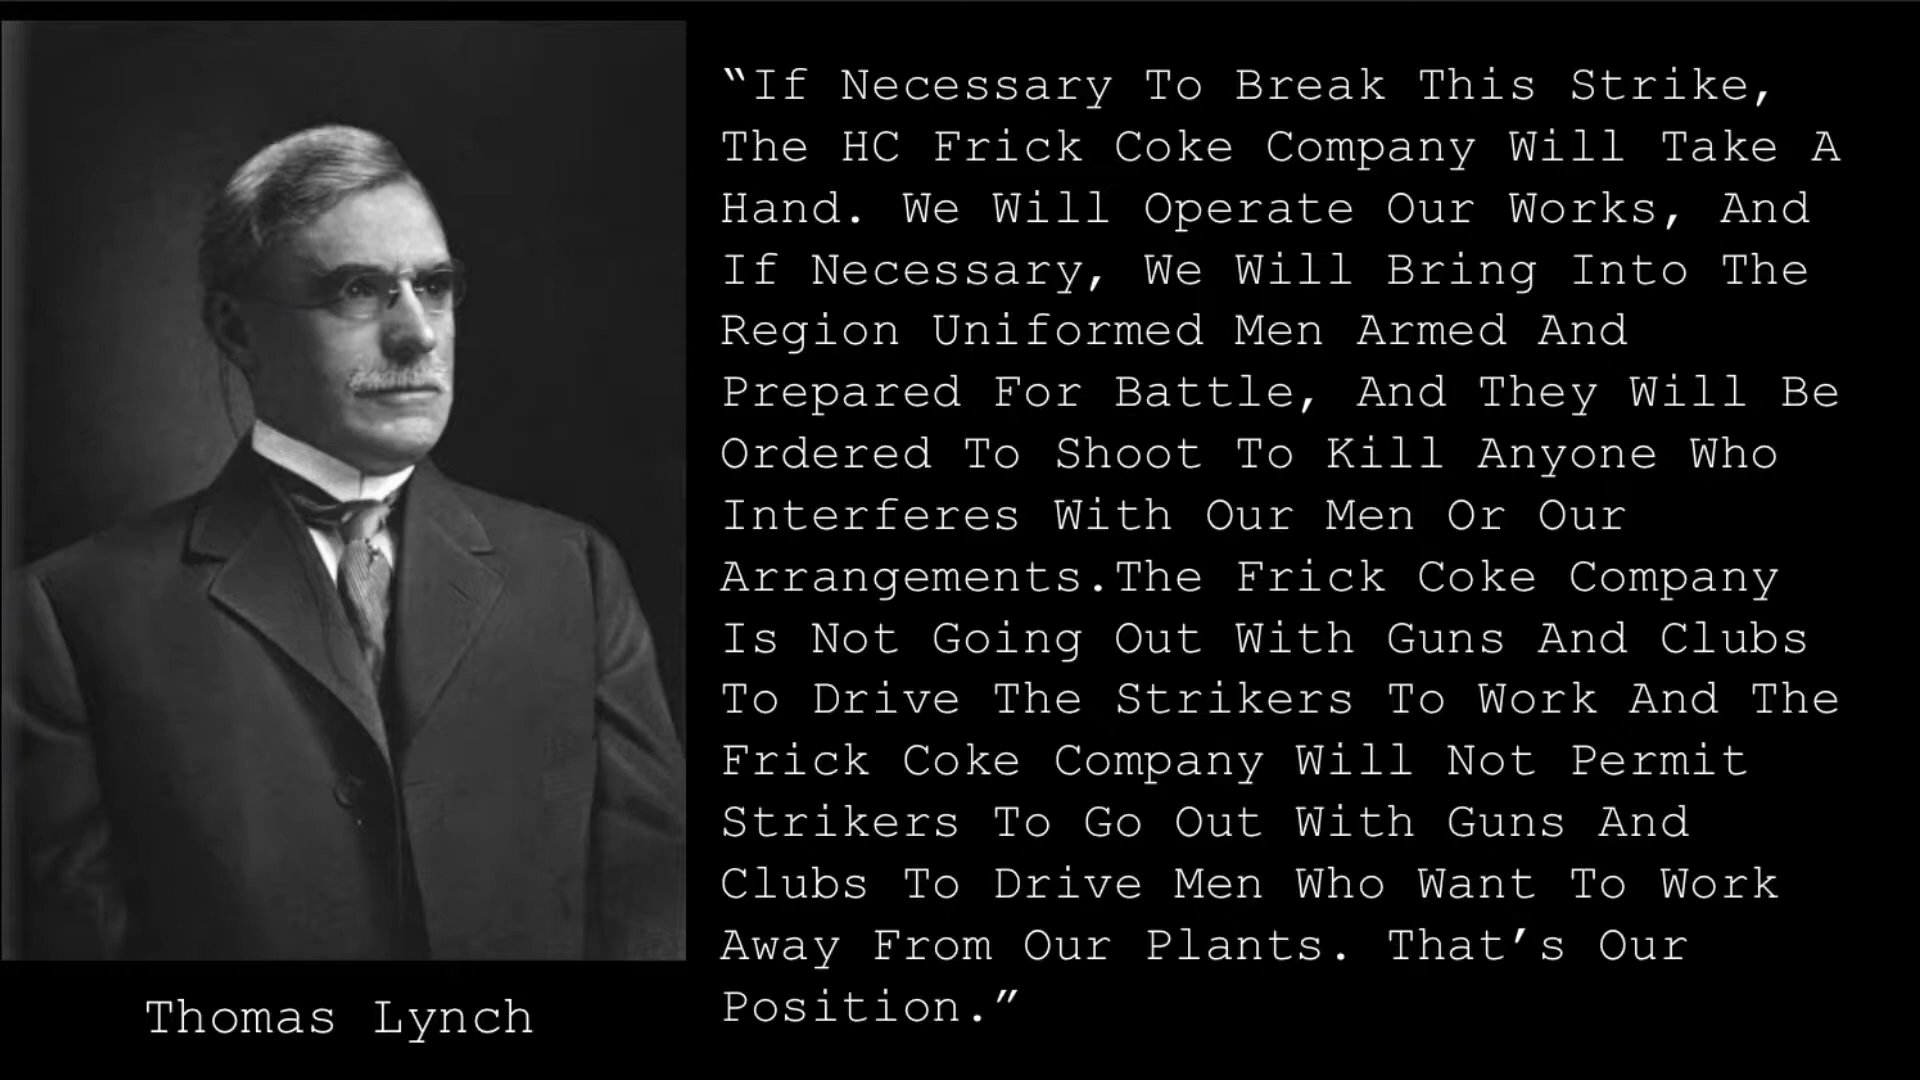 “If Necessary To Break This Strike,
The HC Frick Coke Company Will Take A
Hand. We Will Operate Our Works, And
If Necessary, We Will Bring Into The
Region Uniformed Men Armed And
Prepared For Battle, And They Will Be
Ordered To Shoot To Kill Anyone Who
Interferes With Our Men Or Our
Arrangements.The Frick Coke Company
Is Not Going Out With Guns And Clubs
To Drive The Strikers To Work And The
Frick Coke Company Will Not Permit
Strikers To Go Out With Guns And
Clubs To Drive Men Who Want To Work
Away From Our Plants. That’s Our
Position.”
Thomas Lynch